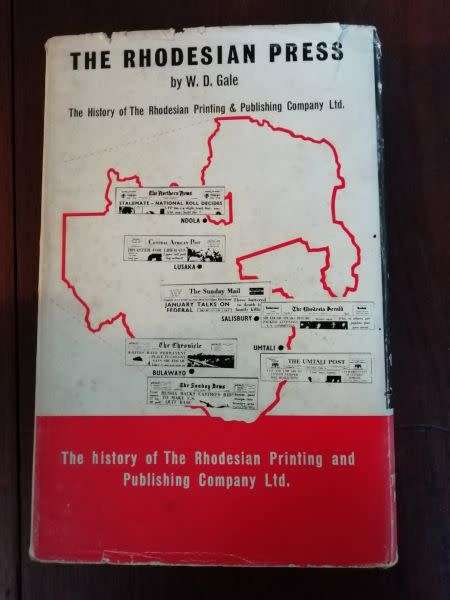 THE RHODESIAN PRESS
by W. D. Gale
The History of The Rhodesian Printing & Publishing Company Ltd.
The Northern News
STALEMATE - NATIONAL ROLL DECIDES
NDOLA
CENTRAL AFRICAN POST
LUSAKA
The Sunday Mail
JANUARY TALKS ON
FEDERAL
SALISBURY
The Rhodesia Herald
The Chronicle
UMTALI
THE UMTALI POST
BULAWAYO
The Sunday News
The history of The Rhodesian Printing and
Publishing Company Ltd.